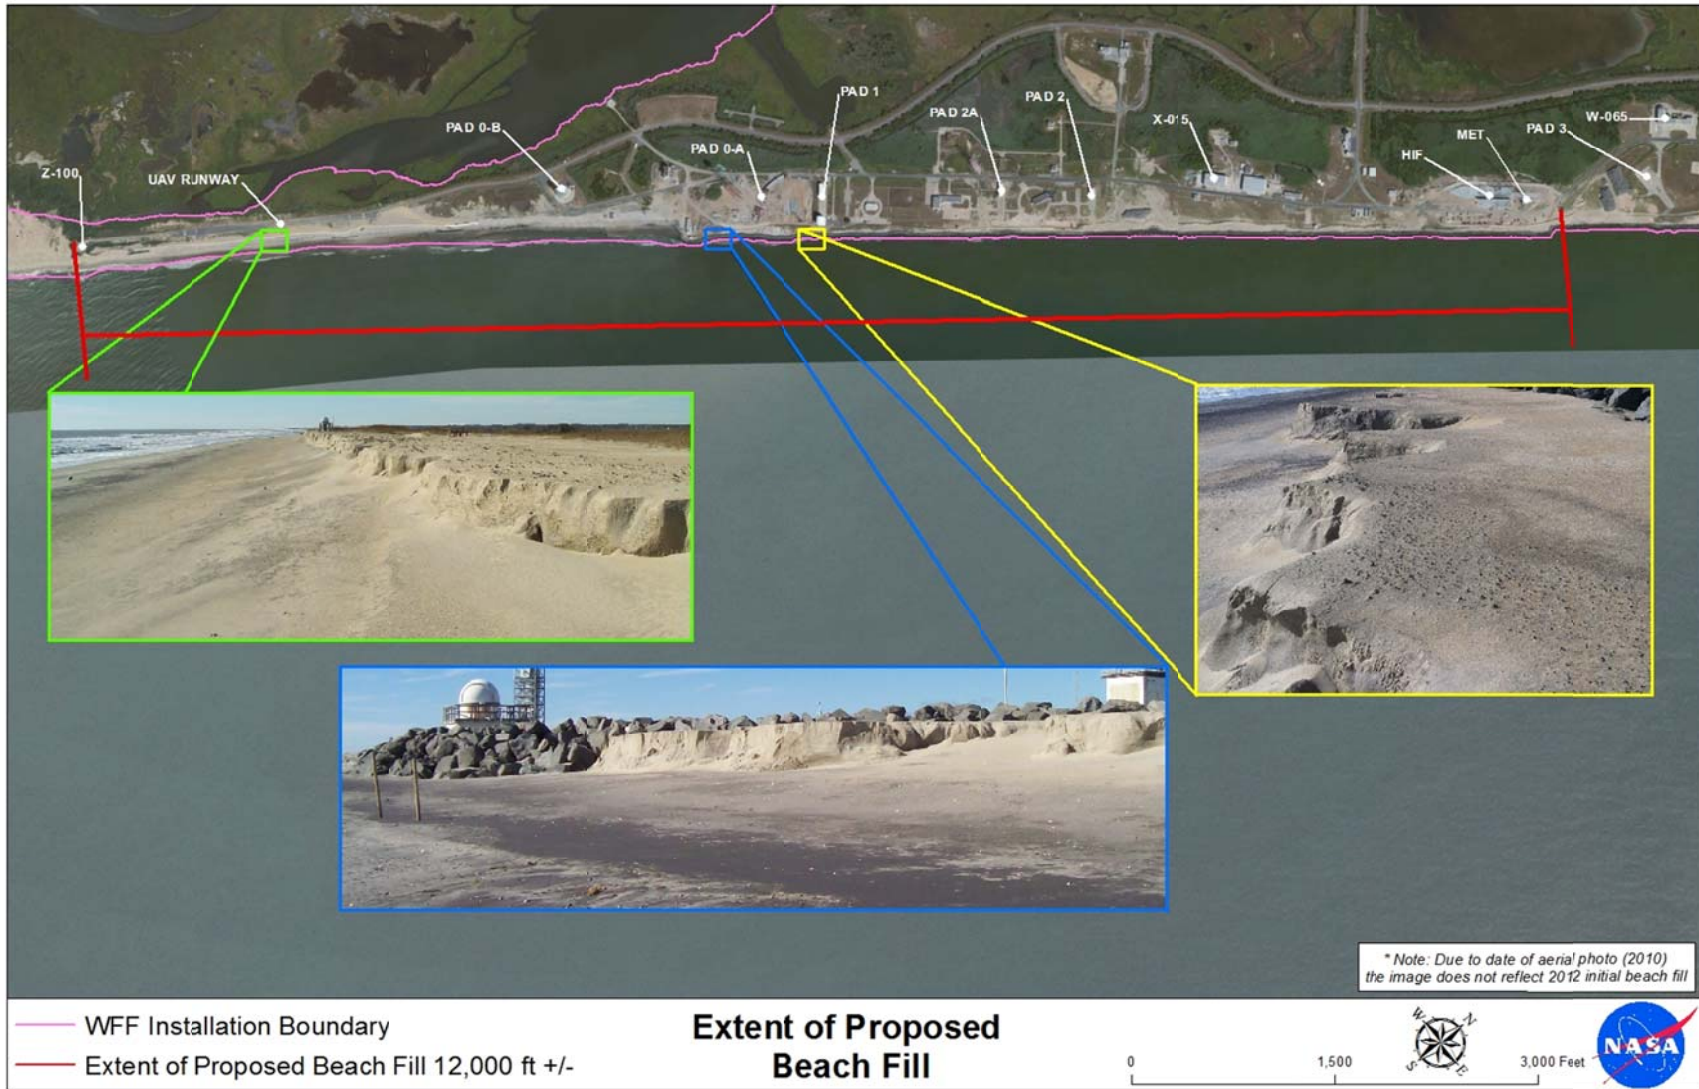 PAD 1
PAD 2A
PAD 2
X-015
W-065
PAD 3
MET
HIF
PAD 0-B
PAD 0-A
Z-100
UAV RUNWAY
* Note: Due to date of aerial photo (2010)
the image does not reflect 2012 initial beach fill
WFF Installation Boundary
Extent of Proposed Beach Fill 12,000 ft +/-
Extent of Proposed
Beach Fill
0
1,500
3,000 Feet
W
N
S
E
NASA